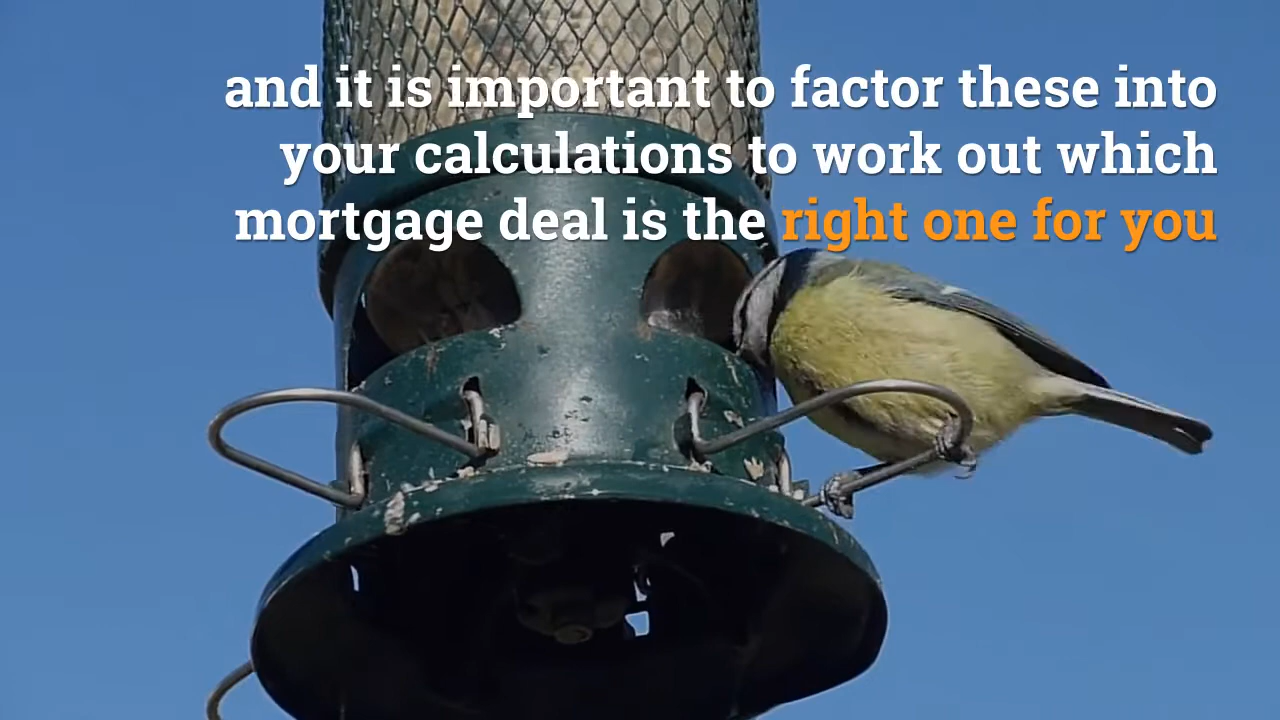 and it is important to factor these into
your calculations to work out which
mortgage deal is the right one for you